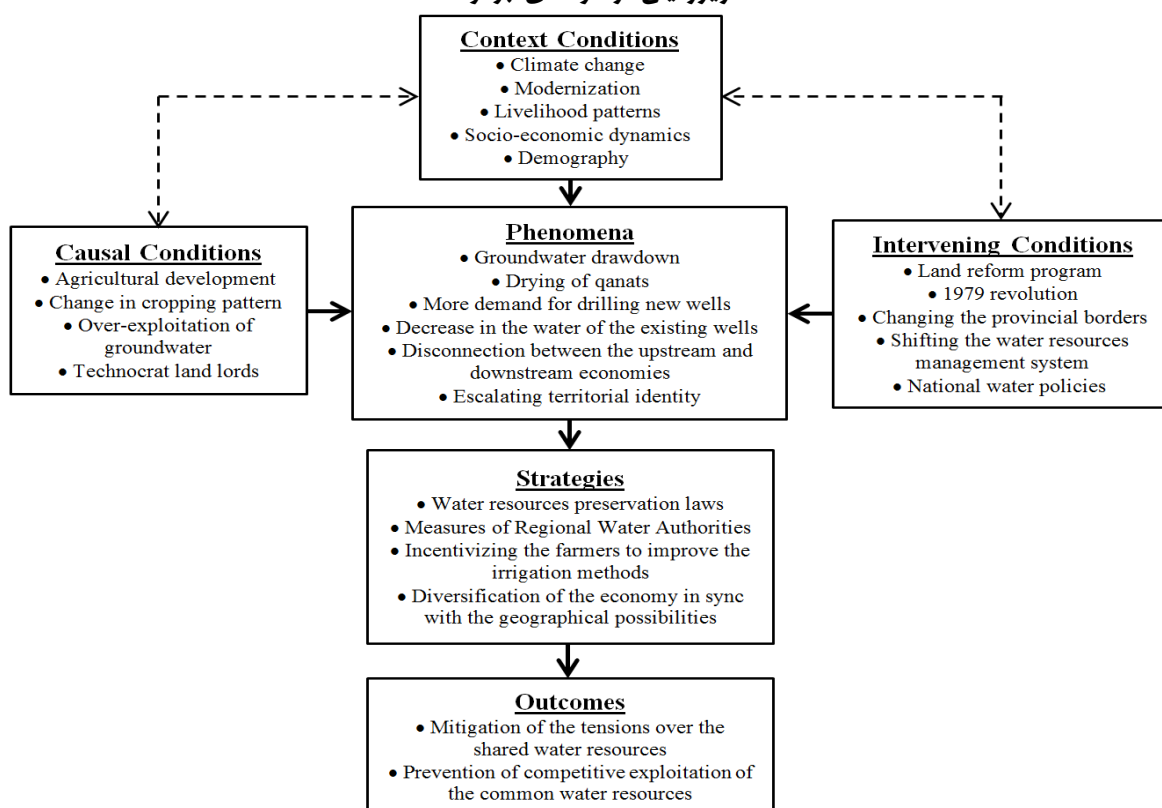 Context Conditions
● Climate change
● Modernization
● Livelihood patterns
● Socio-economic dynamics
● Demography
Causal Conditions
● Agricultural development
● Change in cropping pattern
● Over-exploitation of
groundwater
● Technocrat land lords
Phenomena
● Groundwater drawdown
● Drying of qanats
● More demand for drilling new wells
● Decrease in the water of the existing wells
● Disconnection between the upstream and
downstream economies
● Escalating territorial identity
Intervening Conditions
● Land reform program
● 1979 revolution
● Changing the provincial borders
● Shifting the water resources
management system
● National water policies
Strategies
● Water resources preservation laws
● Measures of Regional Water Authorities
● Incentivizing the farmers to improve the
irrigation methods
● Diversification of the economy in sync
with the geographical possibilities
Outcomes
● Mitigation of the tensions over the
shared water resources
● Prevention of competitive exploitation of
the common water resources